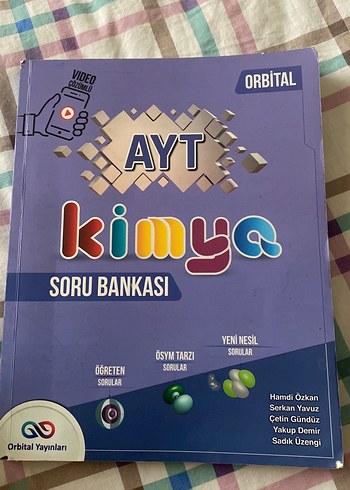 VIDEO
ÇÖZÜMLÜ
ORBİTAL
AYT
kimya
SORU BANKASI
ÖĞRETEN
SORULAR
ÖSYM TARZI
SORULAR
YENİ NESİL
SORULAR
Hamdi Özkan
Serkan Yavuz
Çetin Gündüz
Yakup Demir
Sadık Üzengi
Orbital Yayınları